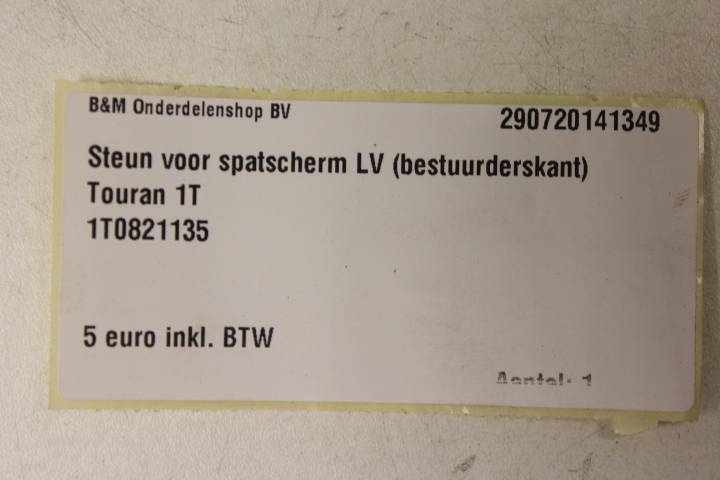 B&M Onderdelenshop BV
290720141349
Steun voor spatscherm LV (bestuurderskant)
Touran 1T
1T0821135
5 euro inkl. BTW
Aantal: 1